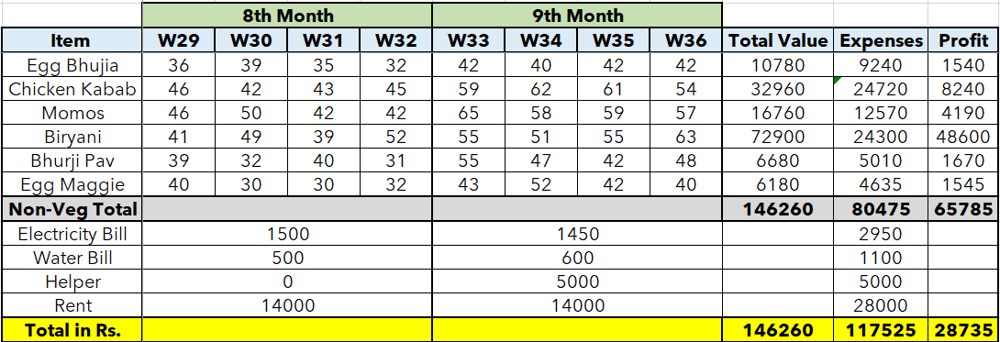 8th Month 9th Month
Item W29 W30 W31 W32 W33 W34 W35 W36 Total Value Expenses Profit
Egg Bhujia 36 39 35 32 42 40 42 42 10780 9240 1540
Chicken Kabab 46 42 43 45 59 62 61 54 32960 24720 8240
Momos 46 50 42 42 65 58 59 57 16760 12570 4190
Biryani 41 49 39 52 55 51 55 63 72900 24300 48600
Bhurji Pav 39 32 40 31 55 47 42 48 6680 5010 1670
Egg Maggie 40 30 30 32 43 52 42 40 6180 4635 1545
Non-Veg Total 146260 80475 65785
Electricity Bill 1500 1450 2950
Water Bill 500 600 1100
Helper 0 5000 5000
Rent 14000 14000 28000
Total in Rs. 146260 117525 28735